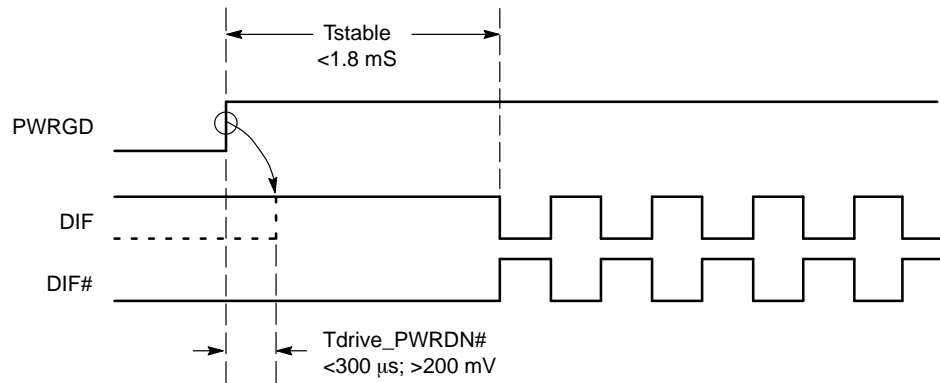 Tstable
<1.8 mS
PWRGD
DIF
DIF#
Tdrive_PWRDN#
<300 μs; >200 mV